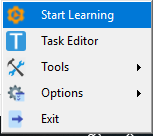 Start Learning
Task Editor
Tools
Options
Exit